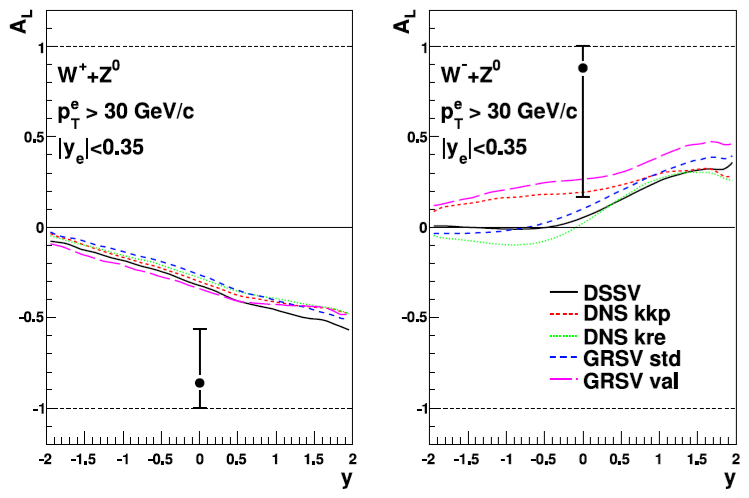 A_L
1
0.5
0
-0.5
-1
W⁺+Z⁰
p_T^e > 30 GeV/c
|y_e|<0.35
-2 -1.5 -1 -0.5 0 0.5 1 1.5 2
y
A_L
1
0.5
0
-0.5
-1
W⁻+Z⁰
p_T^e > 30 GeV/c
|y_e|<0.35
DSSV
DNS kkp
DNS kre
GRSV std
GRSV val
-2 -1.5 -1 -0.5 0 0.5 1 1.5 2
y